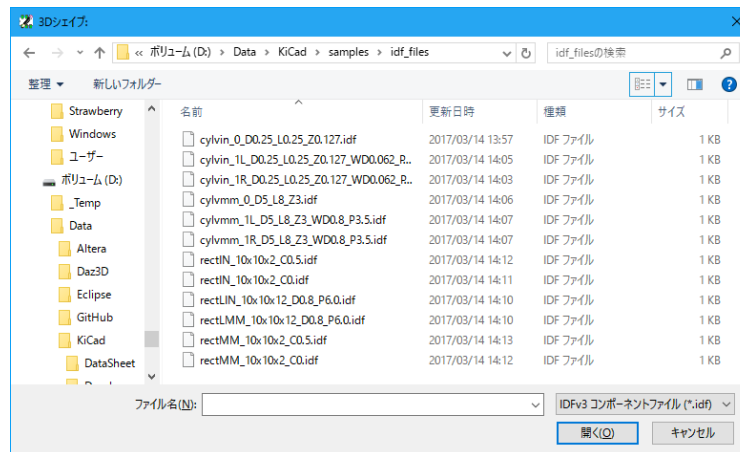 3Dシェイプ:
« ボリューム (D:) › Data › KiCad › samples › idf_files
idf_filesの検索
整理 ▾ 新しいフォルダー
Strawberry
Windows
ユーザー
ボリューム (D:)
_Temp
Data
Altera
Daz3D
Eclipse
GitHub
KiCad
DataSheet
名前 更新日時 種類 サイズ
cylvin_0_D0.25_L0.25_Z0.127.idf 2017/03/14 13:57 IDF ファイル 1 KB
cylvin_1L_D0.25_L0.25_Z0.127_WD0.062_P... 2017/03/14 14:05 IDF ファイル 1 KB
cylvin_1R_D0.25_L0.25_Z0.127_WD0.062_P... 2017/03/14 14:03 IDF ファイル 1 KB
cylvmm_0_D5_L8_Z3.idf 2017/03/14 14:06 IDF ファイル 1 KB
cylvmm_1L_D5_L8_Z3_WD0.8_P3.5.idf 2017/03/14 14:07 IDF ファイル 1 KB
cylvmm_1R_D5_L8_Z3_WD0.8_P3.5.idf 2017/03/14 14:07 IDF ファイル 1 KB
rectIN_10x10x2_C0.5.idf 2017/03/14 14:12 IDF ファイル 1 KB
rectIN_10x10x2_C0.idf 2017/03/14 14:11 IDF ファイル 1 KB
rectLIN_10x10x12_D0.8_P6.0.idf 2017/03/14 14:10 IDF ファイル 1 KB
rectLMM_10x10x12_D0.8_P6.0.idf 2017/03/14 14:10 IDF ファイル 1 KB
rectMM_10x10x2_C0.5.idf 2017/03/14 14:13 IDF ファイル 1 KB
rectMM_10x10x2_C0.idf 2017/03/14 14:12 IDF ファイル 1 KB
ファイル名(N):
IDFv3 コンポーネントファイル (*.idf)
開く(O) キャンセル